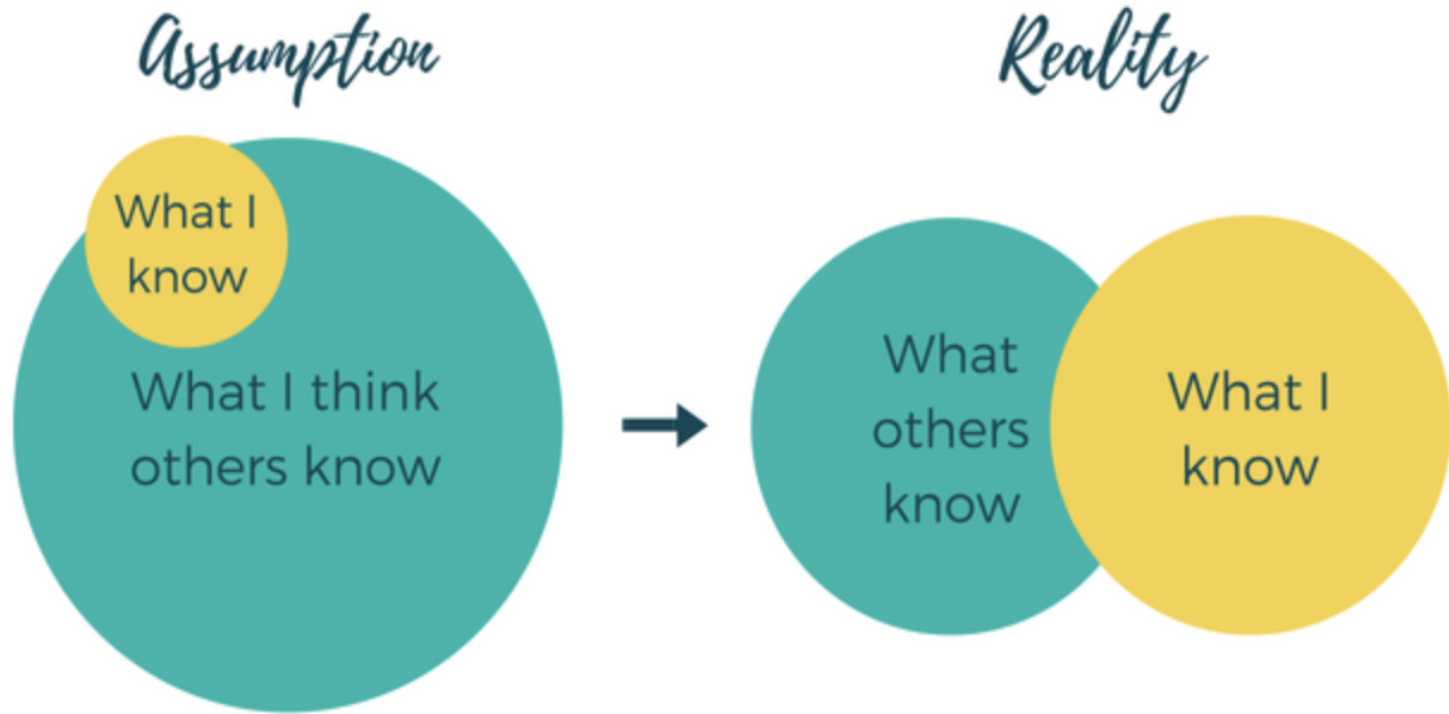 Assumption
Reality
What I
know
What I think
others know
What
others
know
What I
know